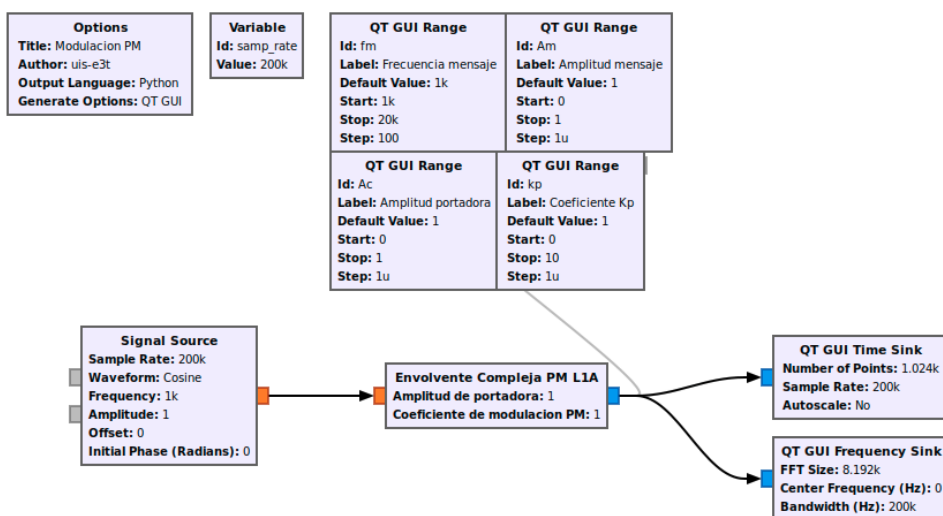 Options
Title: Modulacion PM
Author: uis-e3t
Output Language: Python
Generate Options: QT GUI
Variable
Id: samp_rate
Value: 200k
QT GUI Range
Id: fm
Label: Frecuencia mensaje
Default Value: 1k
Start: 1k
Stop: 20k
Step: 100
QT GUI Range
Id: Am
Label: Amplitud mensaje
Default Value: 1
Start: 0
Stop: 1
Step: 1u
QT GUI Range
Id: Ac
Label: Amplitud portadora
Default Value: 1
Start: 0
Stop: 1
Step: 1u
QT GUI Range
Id: kp
Label: Coeficiente Kp
Default Value: 1
Start: 0
Stop: 10
Step: 1u
Signal Source
Sample Rate: 200k
Waveform: Cosine
Frequency: 1k
Amplitude: 1
Offset: 0
Initial Phase (Radians): 0
Envolvente Compleja PM L1A
Amplitud de portadora: 1
Coeficiente de modulacion PM: 1
QT GUI Time Sink
Number of Points: 1.024k
Sample Rate: 200k
Autoscale: No
QT GUI Frequency Sink
FFT Size: 8.192k
Center Frequency (Hz): 0
Bandwidth (Hz): 200k